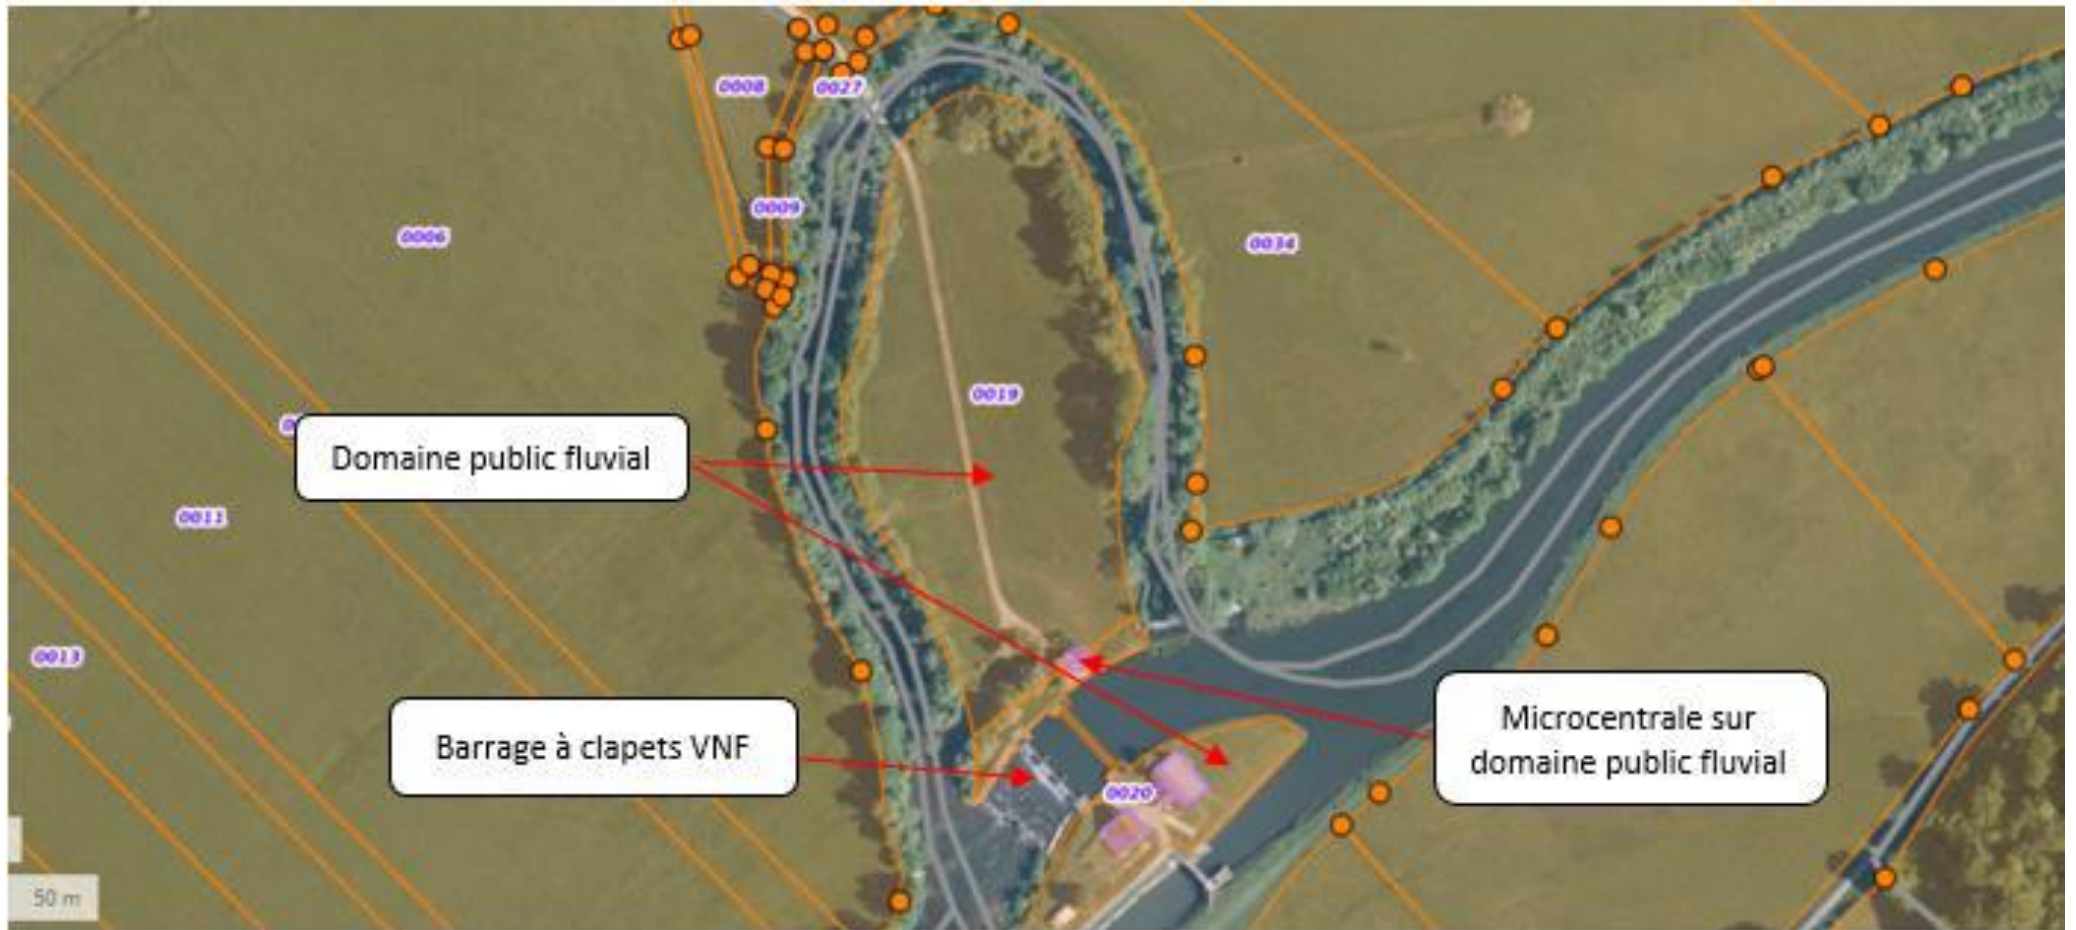 0008
0027
0009
0006
0034
0019
Domaine public fluvial
0011
0013
Microcentrale sur
domaine public fluvial
Barrage à clapets VNF
0020
50 m